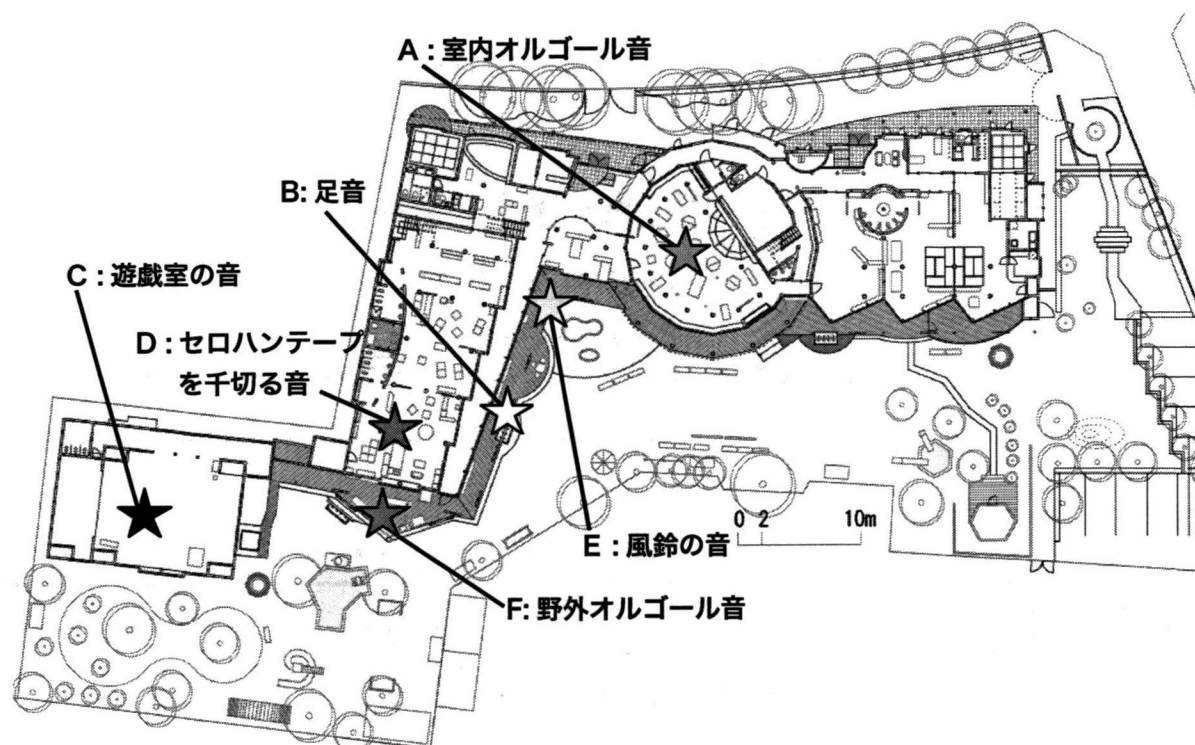 A : 室内オルゴール音
B: 足音
C : 遊戯室の音
D : セロハンテープ
を千切る音
0 2 10m
E : 風鈴の音
F: 野外オルゴール音